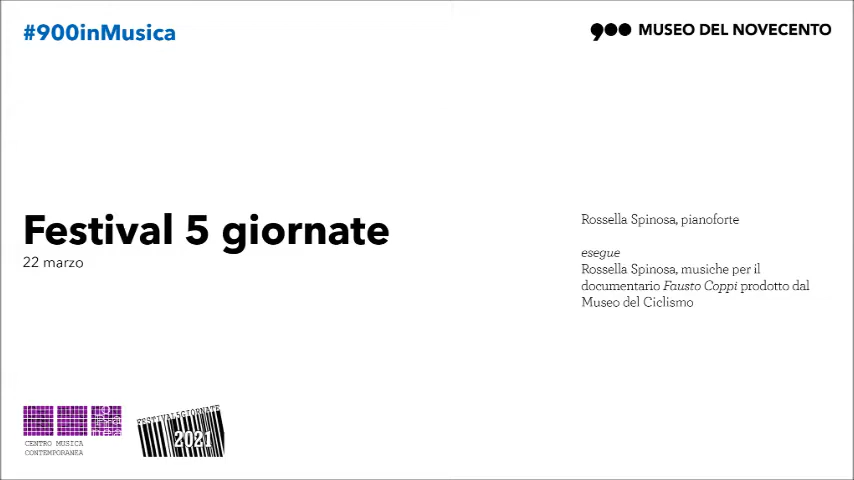 #900inMusica
900 MUSEO DEL NOVECENTO
Festival 5 giornate
22 marzo
Rossella Spinosa, pianoforte
esegue
Rossella Spinosa, musiche per il
documentario Fausto Coppi prodotto dal
Museo del Ciclismo
CENTRO MUSICA
CONTEMPORANEA
FESTIVAL5GIORNATE
2021